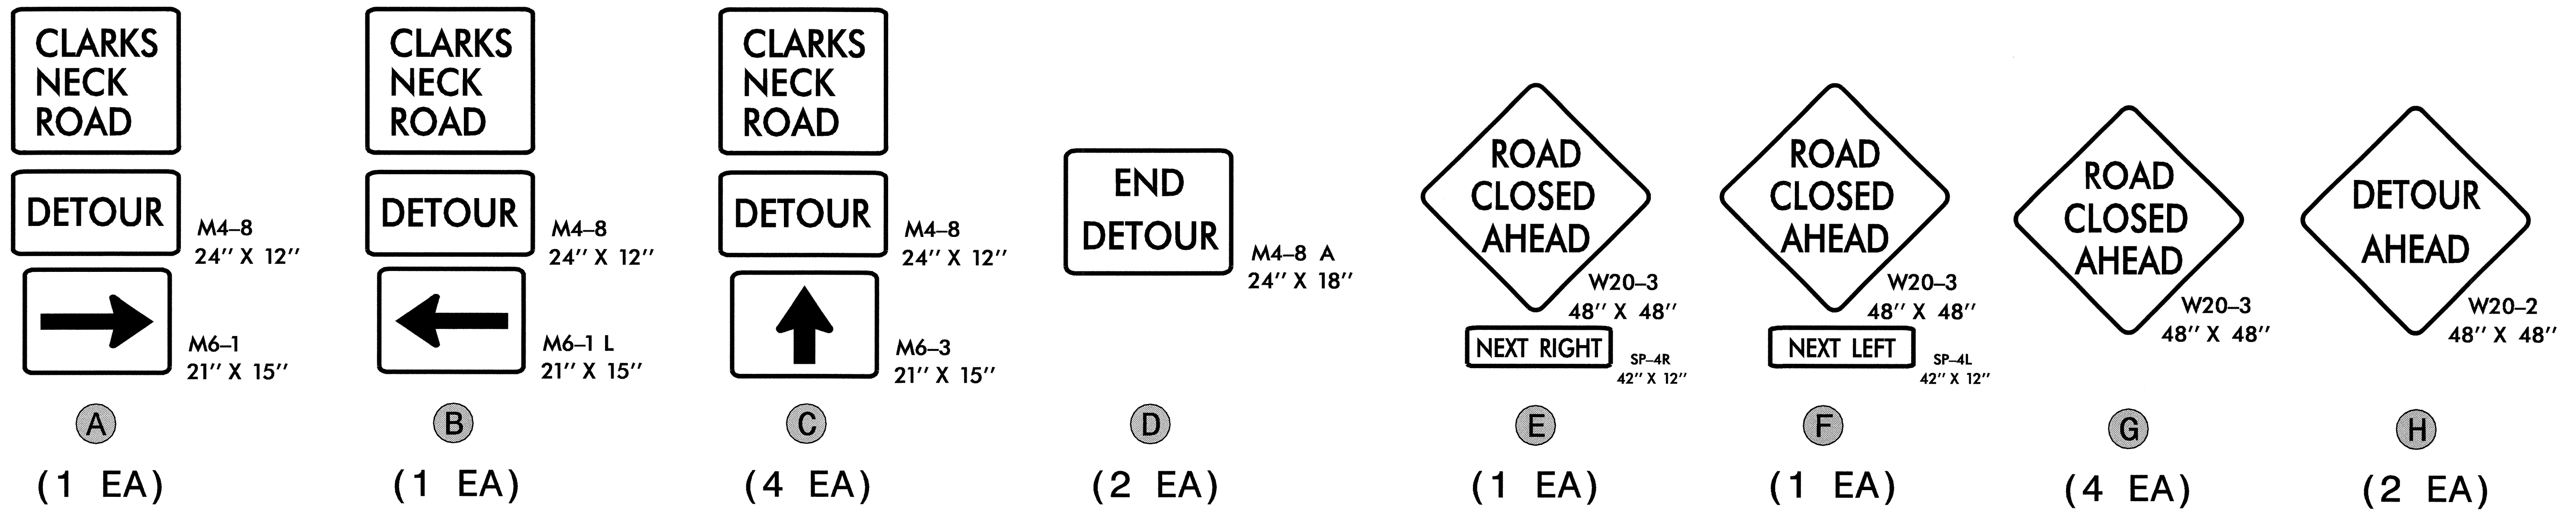 CLARKS
NECK
ROAD
DETOUR
M4–8
24" X 12"
M6–1
21" X 15"
A
(1 EA)
CLARKS
NECK
ROAD
DETOUR
M4–8
24" X 12"
M6–1 L
21" X 15"
B
(1 EA)
CLARKS
NECK
ROAD
DETOUR
M4–8
24" X 12"
M6–3
21" X 15"
C
(4 EA)
END
DETOUR
M4–8 A
24" X 18"
D
(2 EA)
ROAD
CLOSED
AHEAD
W20–3
48" X 48"
NEXT RIGHT
SP–4R
42" X 12"
E
(1 EA)
ROAD
CLOSED
AHEAD
W20–3
48" X 48"
NEXT LEFT
SP–4L
42" X 12"
F
(1 EA)
ROAD
CLOSED
AHEAD
W20–3
48" X 48"
G
(4 EA)
DETOUR
AHEAD
W20–2
48" X 48"
H
(2 EA)